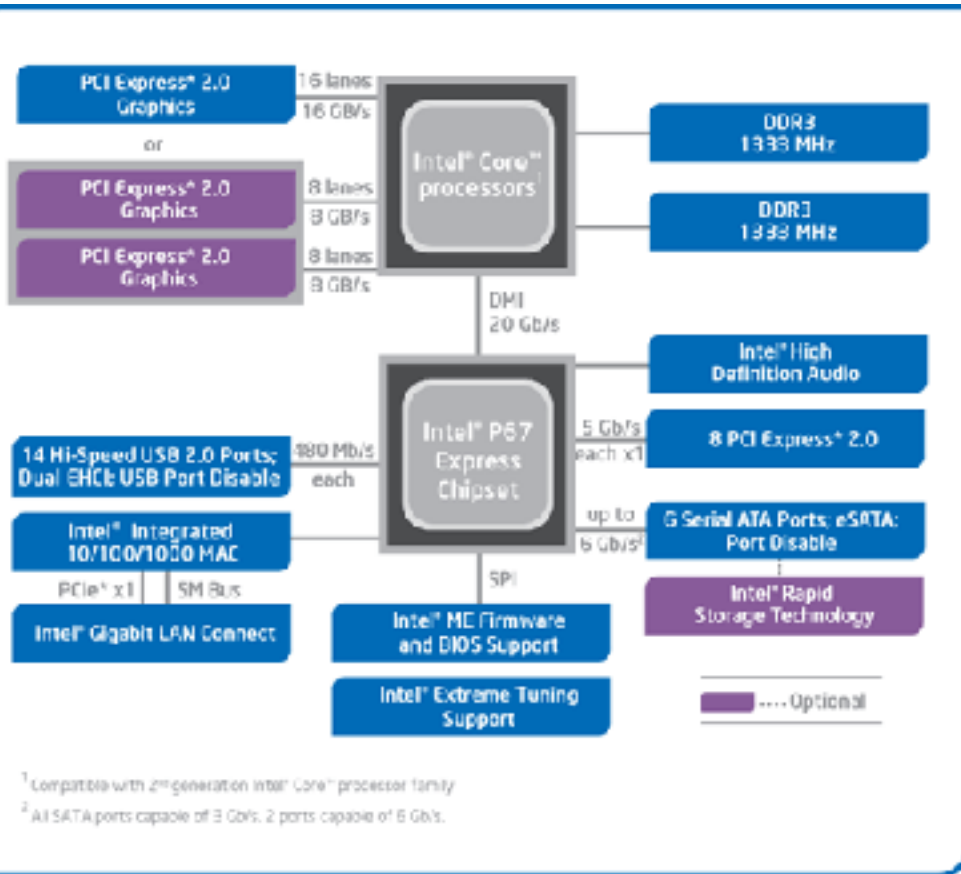 PCI Express* 2.0
Graphics
16 lanes
16 GB/s
or
PCI Express* 2.0
Graphics
8 lanes
8 GB/s
PCI Express* 2.0
Graphics
8 lanes
8 GB/s
Intel® Core™
processors¹
DDR3
1333 MHz
DDR3
1333 MHz
DMI
20 Gb/s
Intel® P67
Express
Chipset
Intel® High
Definition Audio
5 Gb/s
each x1
8 PCI Express* 2.0
14 Hi-Speed USB 2.0 Ports;
Dual EHCI; USB Port Disable
480 Mb/s
each
Intel® Integrated
10/100/1000 MAC
PCIe* x1
SM Bus
Intel® Gigabit LAN Connect
up to
6 Gb/s²
6 Serial ATA Ports; eSATA;
Port Disable
Intel® Rapid
Storage Technology
SPI
Intel® ME Firmware
and BIOS Support
Intel® Extreme Tuning
Support
Optional
¹ Compatible with 2nd generation Intel® Core™ processor family
² All SATA ports capable of 3 Gb/s. 2 ports capable of 6 Gb/s.